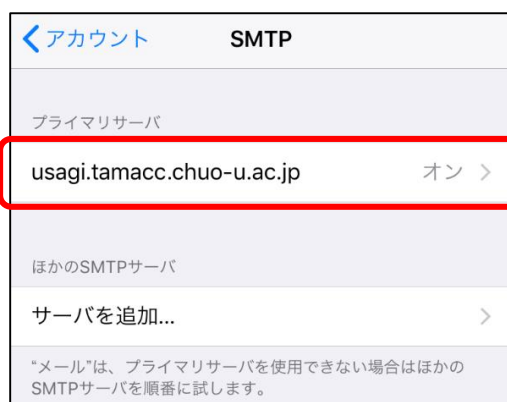 アカウント SMTP
プライマリサーバ
usagi.tamacc.chuo-u.ac.jp オン
ほかのSMTPサーバ
サーバを追加...
“メール”は、プライマリサーバを使用できない場合はほかの
SMTPサーバを順番に試します。